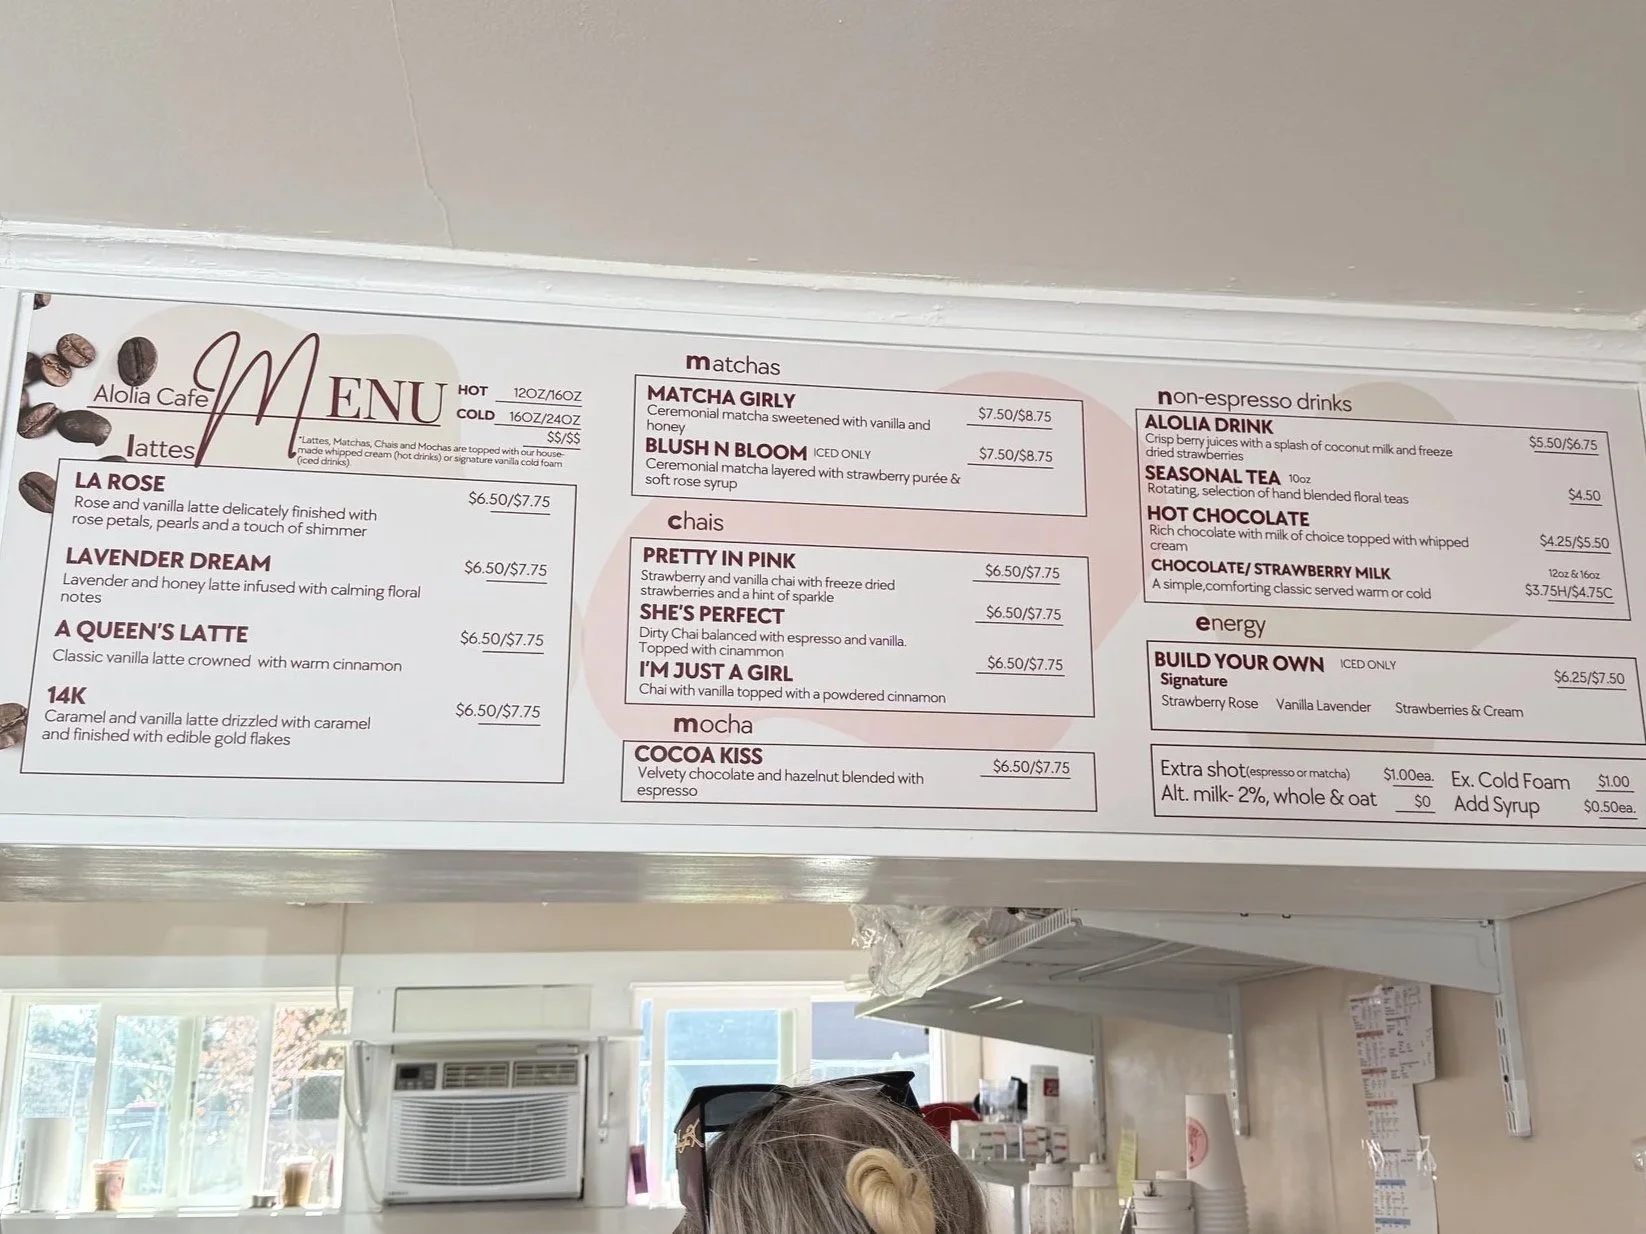 Alolia Cafe
MENU
HOT 12OZ/16OZ
COLD 16OZ/24OZ
$$/$$
*Lattes, Matchas, Chais and Mochas are topped with our house-
made whipped cream (hot drinks) or signature vanilla cold foam
(iced drinks).
lattes
LA ROSE
$6.50/$7.75
Rose and vanilla latte delicately finished with
rose petals, pearls and a touch of shimmer
LAVENDER DREAM
$6.50/$7.75
Lavender and honey latte infused with calming floral
notes
A QUEEN'S LATTE
$6.50/$7.75
Classic vanilla latte crowned with warm cinnamon
14K
$6.50/$7.75
Caramel and vanilla latte drizzled with caramel
and finished with edible gold flakes
matchas
MATCHA GIRLY
$7.50/$8.75
Ceremonial matcha sweetened with vanilla and
honey
BLUSH N BLOOM ICED ONLY
$7.50/$8.75
Ceremonial matcha layered with strawberry purée &
soft rose syrup
chais
PRETTY IN PINK
$6.50/$7.75
Strawberry and vanilla chai with freeze dried
strawberries and a hint of sparkle
SHE'S PERFECT
$6.50/$7.75
Dirty Chai balanced with espresso and vanilla.
Topped with cinammon
I'M JUST A GIRL
$6.50/$7.75
Chai with vanilla topped with a powdered cinnamon
mocha
COCOA KISS
$6.50/$7.75
Velvety chocolate and hazelnut blended with
espresso
non-espresso drinks
ALOLIA DRINK
$5.50/$6.75
Crisp berry juices with a splash of coconut milk and freeze
dried strawberries
SEASONAL TEA 10oz
$4.50
Rotating, selection of hand blended floral teas
HOT CHOCOLATE
$4.25/$5.50
Rich chocolate with milk of choice topped with whipped
cream
CHOCOLATE/ STRAWBERRY MILK
12oz & 16oz
$3.75H/$4.75C
A simple,comforting classic served warm or cold
energy
BUILD YOUR OWN ICED ONLY
$6.25/$7.50
Signature
Strawberry Rose Vanilla Lavender Strawberries & Cream
Extra shot(espresso or matcha) $1.00ea. Ex. Cold Foam $1.00
Alt. milk- 2%, whole & oat $0 Add Syrup $0.50ea.